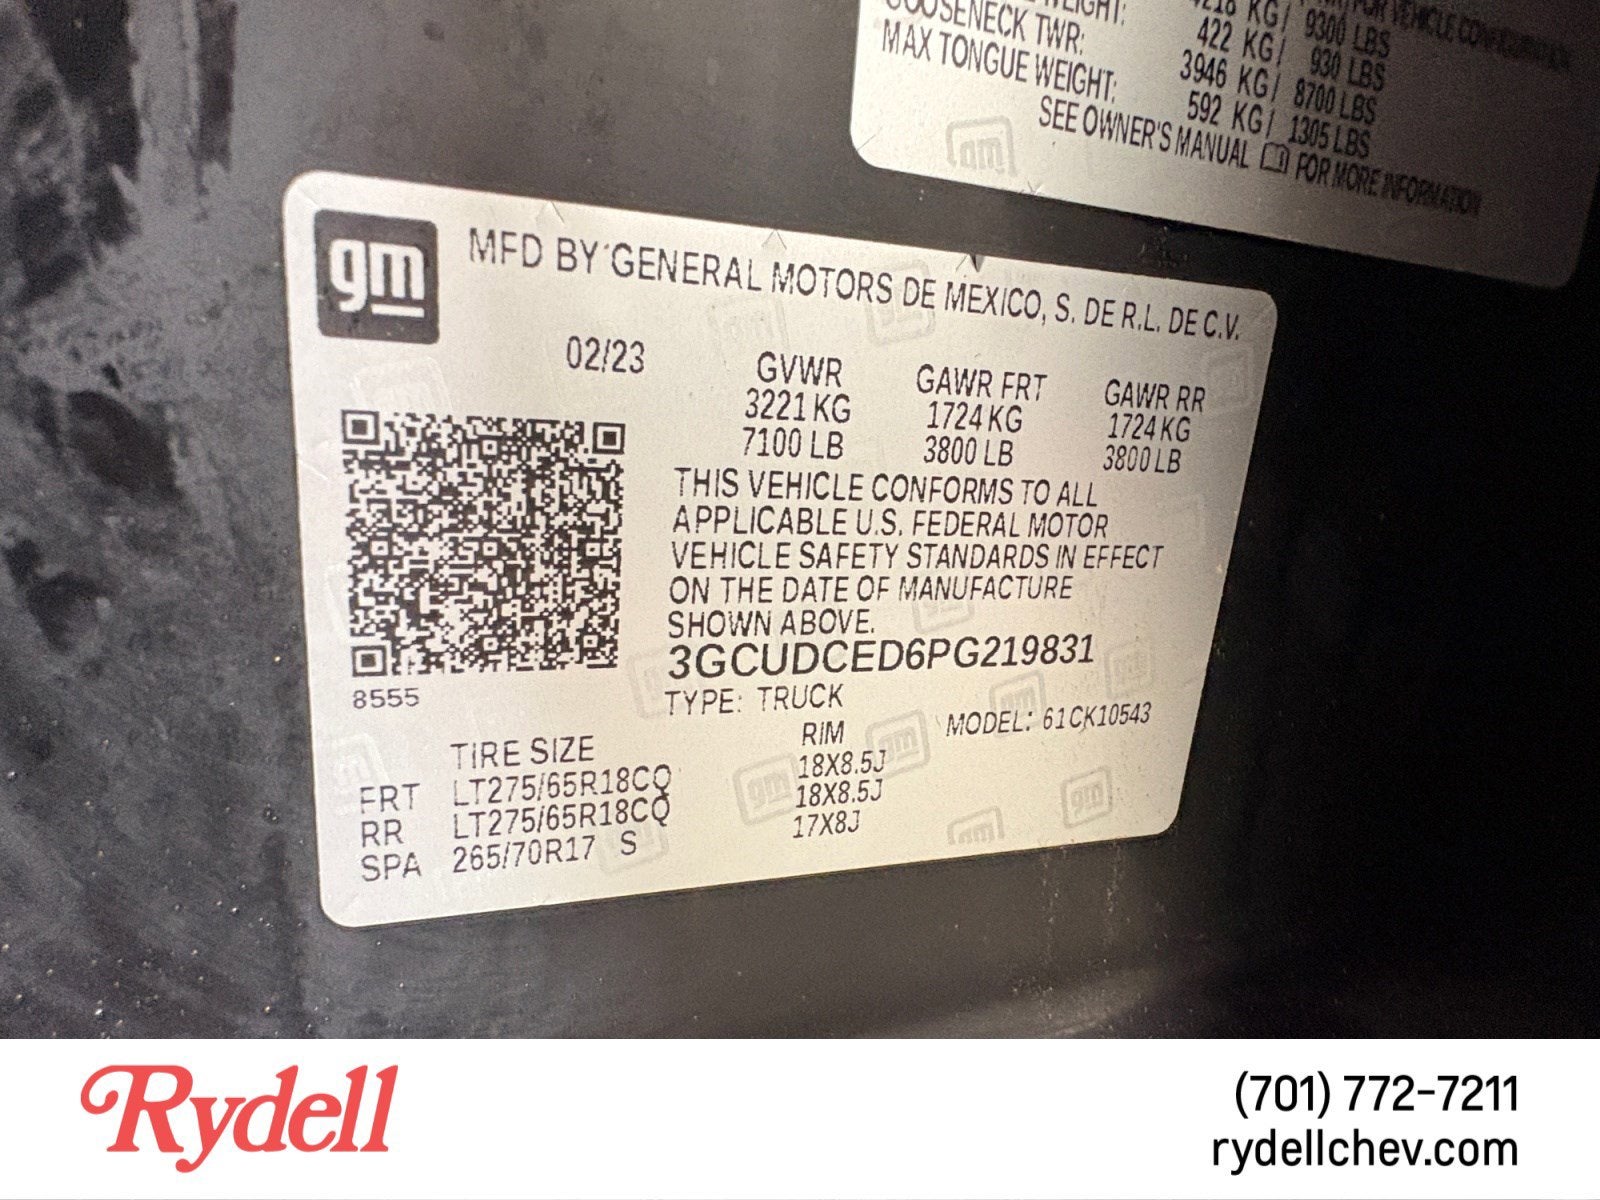 4218 KG/ 9300 LBS
GOOSENECK TWR: 422 KG/ 930 LBS
MAX TONGUE WEIGHT: 3946 KG/ 8700 LBS
592 KG/ 1305 LBS
SEE OWNER'S MANUAL FOR MORE INFORMATION
gm
MFD BY GENERAL MOTORS DE MEXICO, S. DE R.L. DE C.V.
02/23 GVWR GAWR FRT GAWR RR
3221 KG 1724 KG 1724 KG
7100 LB 3800 LB 3800 LB
THIS VEHICLE CONFORMS TO ALL
APPLICABLE U.S. FEDERAL MOTOR
VEHICLE SAFETY STANDARDS IN EFFECT
ON THE DATE OF MANUFACTURE
SHOWN ABOVE.
3GCUDCED6PG219831
8555
TYPE: TRUCK
MODEL: 61CK10543
TIRE SIZE RIM
FRT LT275/65R18CQ 18X8.5J
RR LT275/65R18CQ 18X8.5J
SPA 265/70R17 S 17X8J
Rydell
(701) 772-7211
rydellchev.com